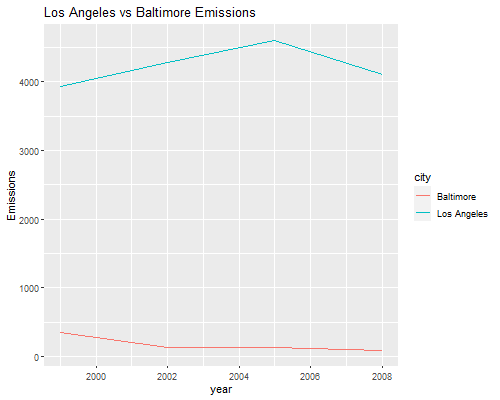 Los Angeles vs Baltimore Emissions
Emissions
4000
3000
2000
1000
0
2000 2002 2004 2006 2008
year
city
Baltimore
Los Angeles